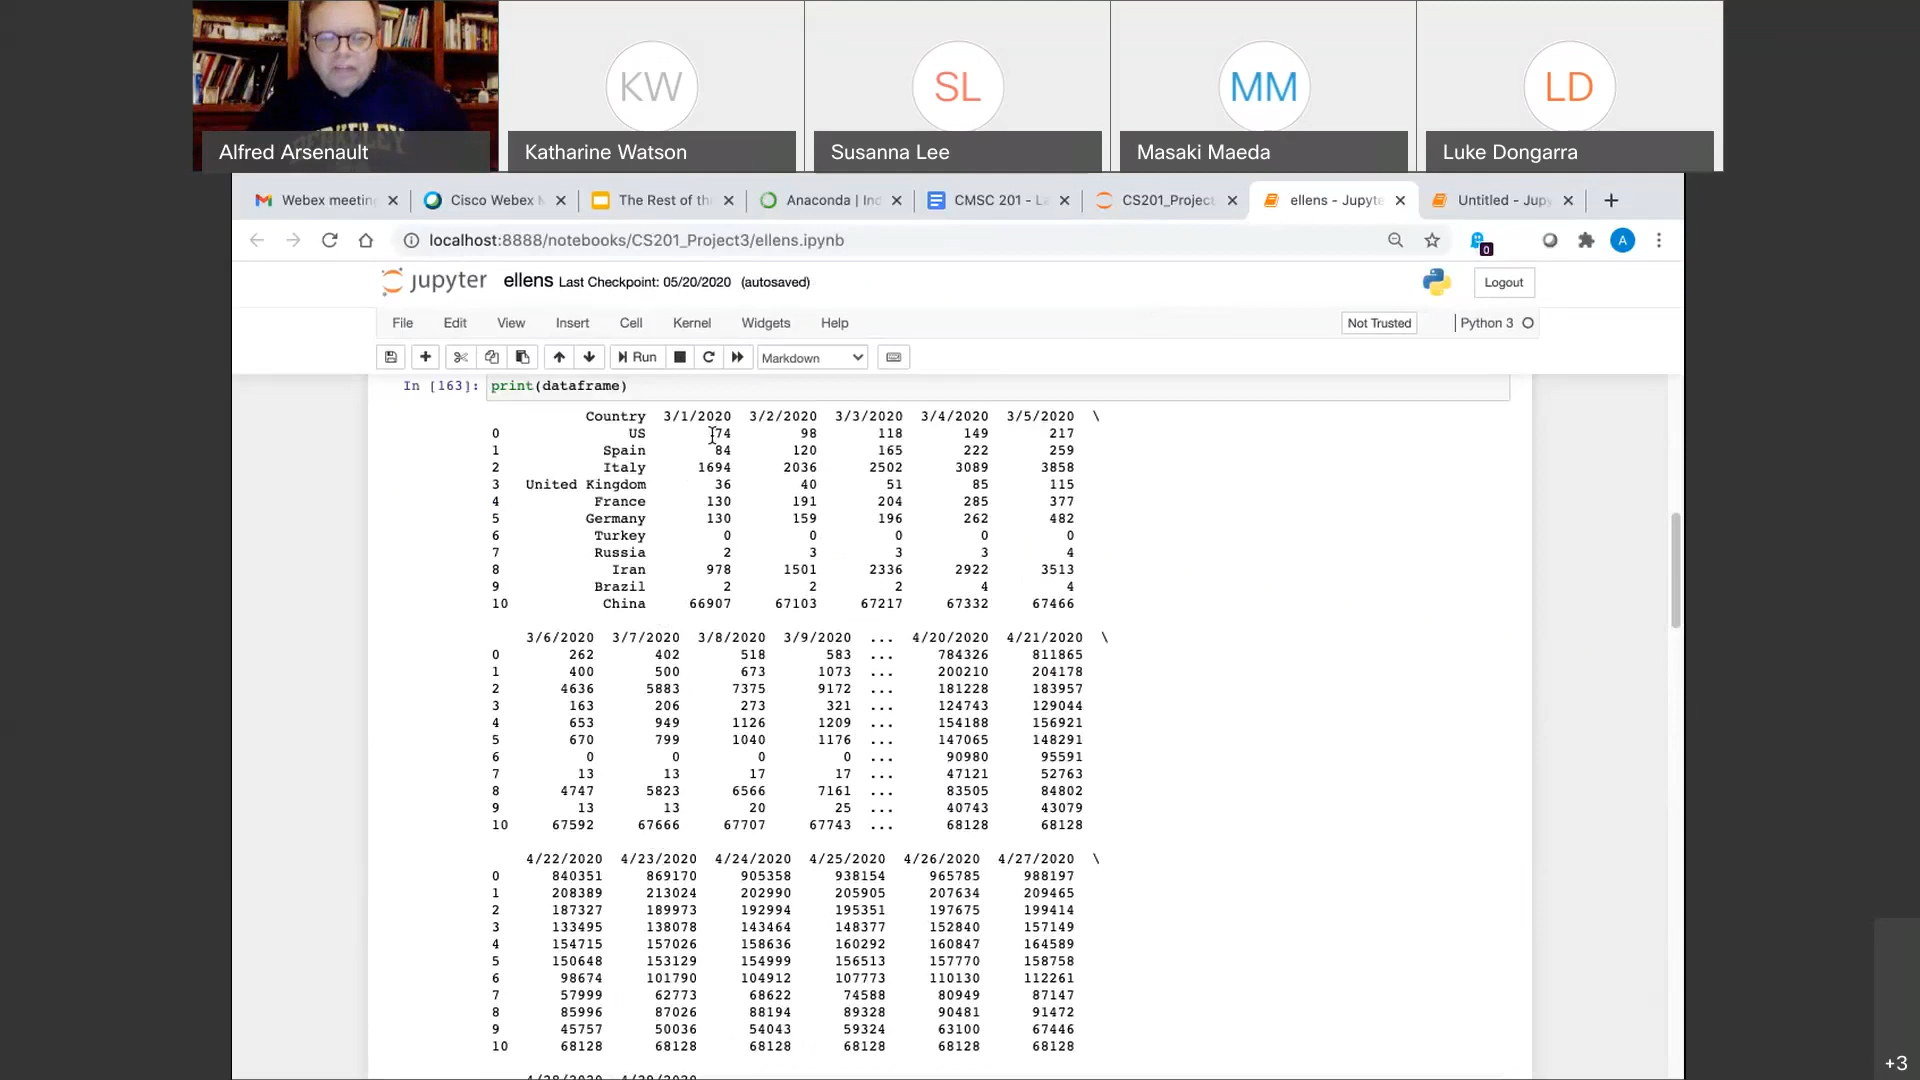 KW
SL
MM
LD
Alfred Arsenault
Katharine Watson
Susanna Lee
Masaki Maeda
Luke Dongarra
Webex meetin
Cisco Webex
The Rest of th
Anaconda | In
CMSC 201 - L
CS201_Project
ellens - Jupyte
Untitled - Jup
localhost:8888/notebooks/CS201_Project3/ellens.ipynb
0
A
jupyter ellens Last Checkpoint: 05/20/2020 (autosaved)
Logout
File Edit View Insert Cell Kernel Widgets Help
Not Trusted
Python 3
Run
Markdown
In [163]: print(dataframe)
Country 3/1/2020 3/2/2020 3/3/2020 3/4/2020 3/5/2020 \
0 US 74 98 118 149 217
1 Spain 84 120 165 222 259
2 Italy 1694 2036 2502 3089 3858
3 United Kingdom 36 40 51 85 115
4 France 130 191 204 285 377
5 Germany 130 159 196 262 482
6 Turkey 0 0 0 0 0
7 Russia 2 3 3 3 4
8 Iran 978 1501 2336 2922 3513
9 Brazil 2 2 2 4 4
10 China 66907 67103 67217 67332 67466
3/6/2020 3/7/2020 3/8/2020 3/9/2020 ... 4/20/2020 4/21/2020 \
0 262 402 518 583 ... 784326 811865
1 400 500 673 1073 ... 200210 204178
2 4636 5883 7375 9172 ... 181228 183957
3 163 206 273 321 ... 124743 129044
4 653 949 1126 1209 ... 154188 156921
5 670 799 1040 1176 ... 147065 148291
6 0 0 0 0 ... 90980 95591
7 13 13 17 17 ... 47121 52763
8 4747 5823 6566 7161 ... 83505 84802
9 13 13 20 25 ... 40743 43079
10 67592 67666 67707 67743 ... 68128 68128
4/22/2020 4/23/2020 4/24/2020 4/25/2020 4/26/2020 4/27/2020 \
0 840351 869170 905358 938154 965785 988197
1 208389 213024 202990 205905 207634 209465
2 187327 189973 192994 195351 197675 199414
3 133495 138078 143464 148377 152840 157149
4 154715 157026 158636 160292 160847 164589
5 150648 153129 154999 156513 157770 158758
6 98674 101790 104912 107773 110130 112261
7 57999 62773 68622 74588 80949 87147
8 85996 87026 88194 89328 90481 91472
9 45757 50036 54043 59324 63100 67446
10 68128 68128 68128 68128 68128 68128
4/28/2020 4/29/2020
+3